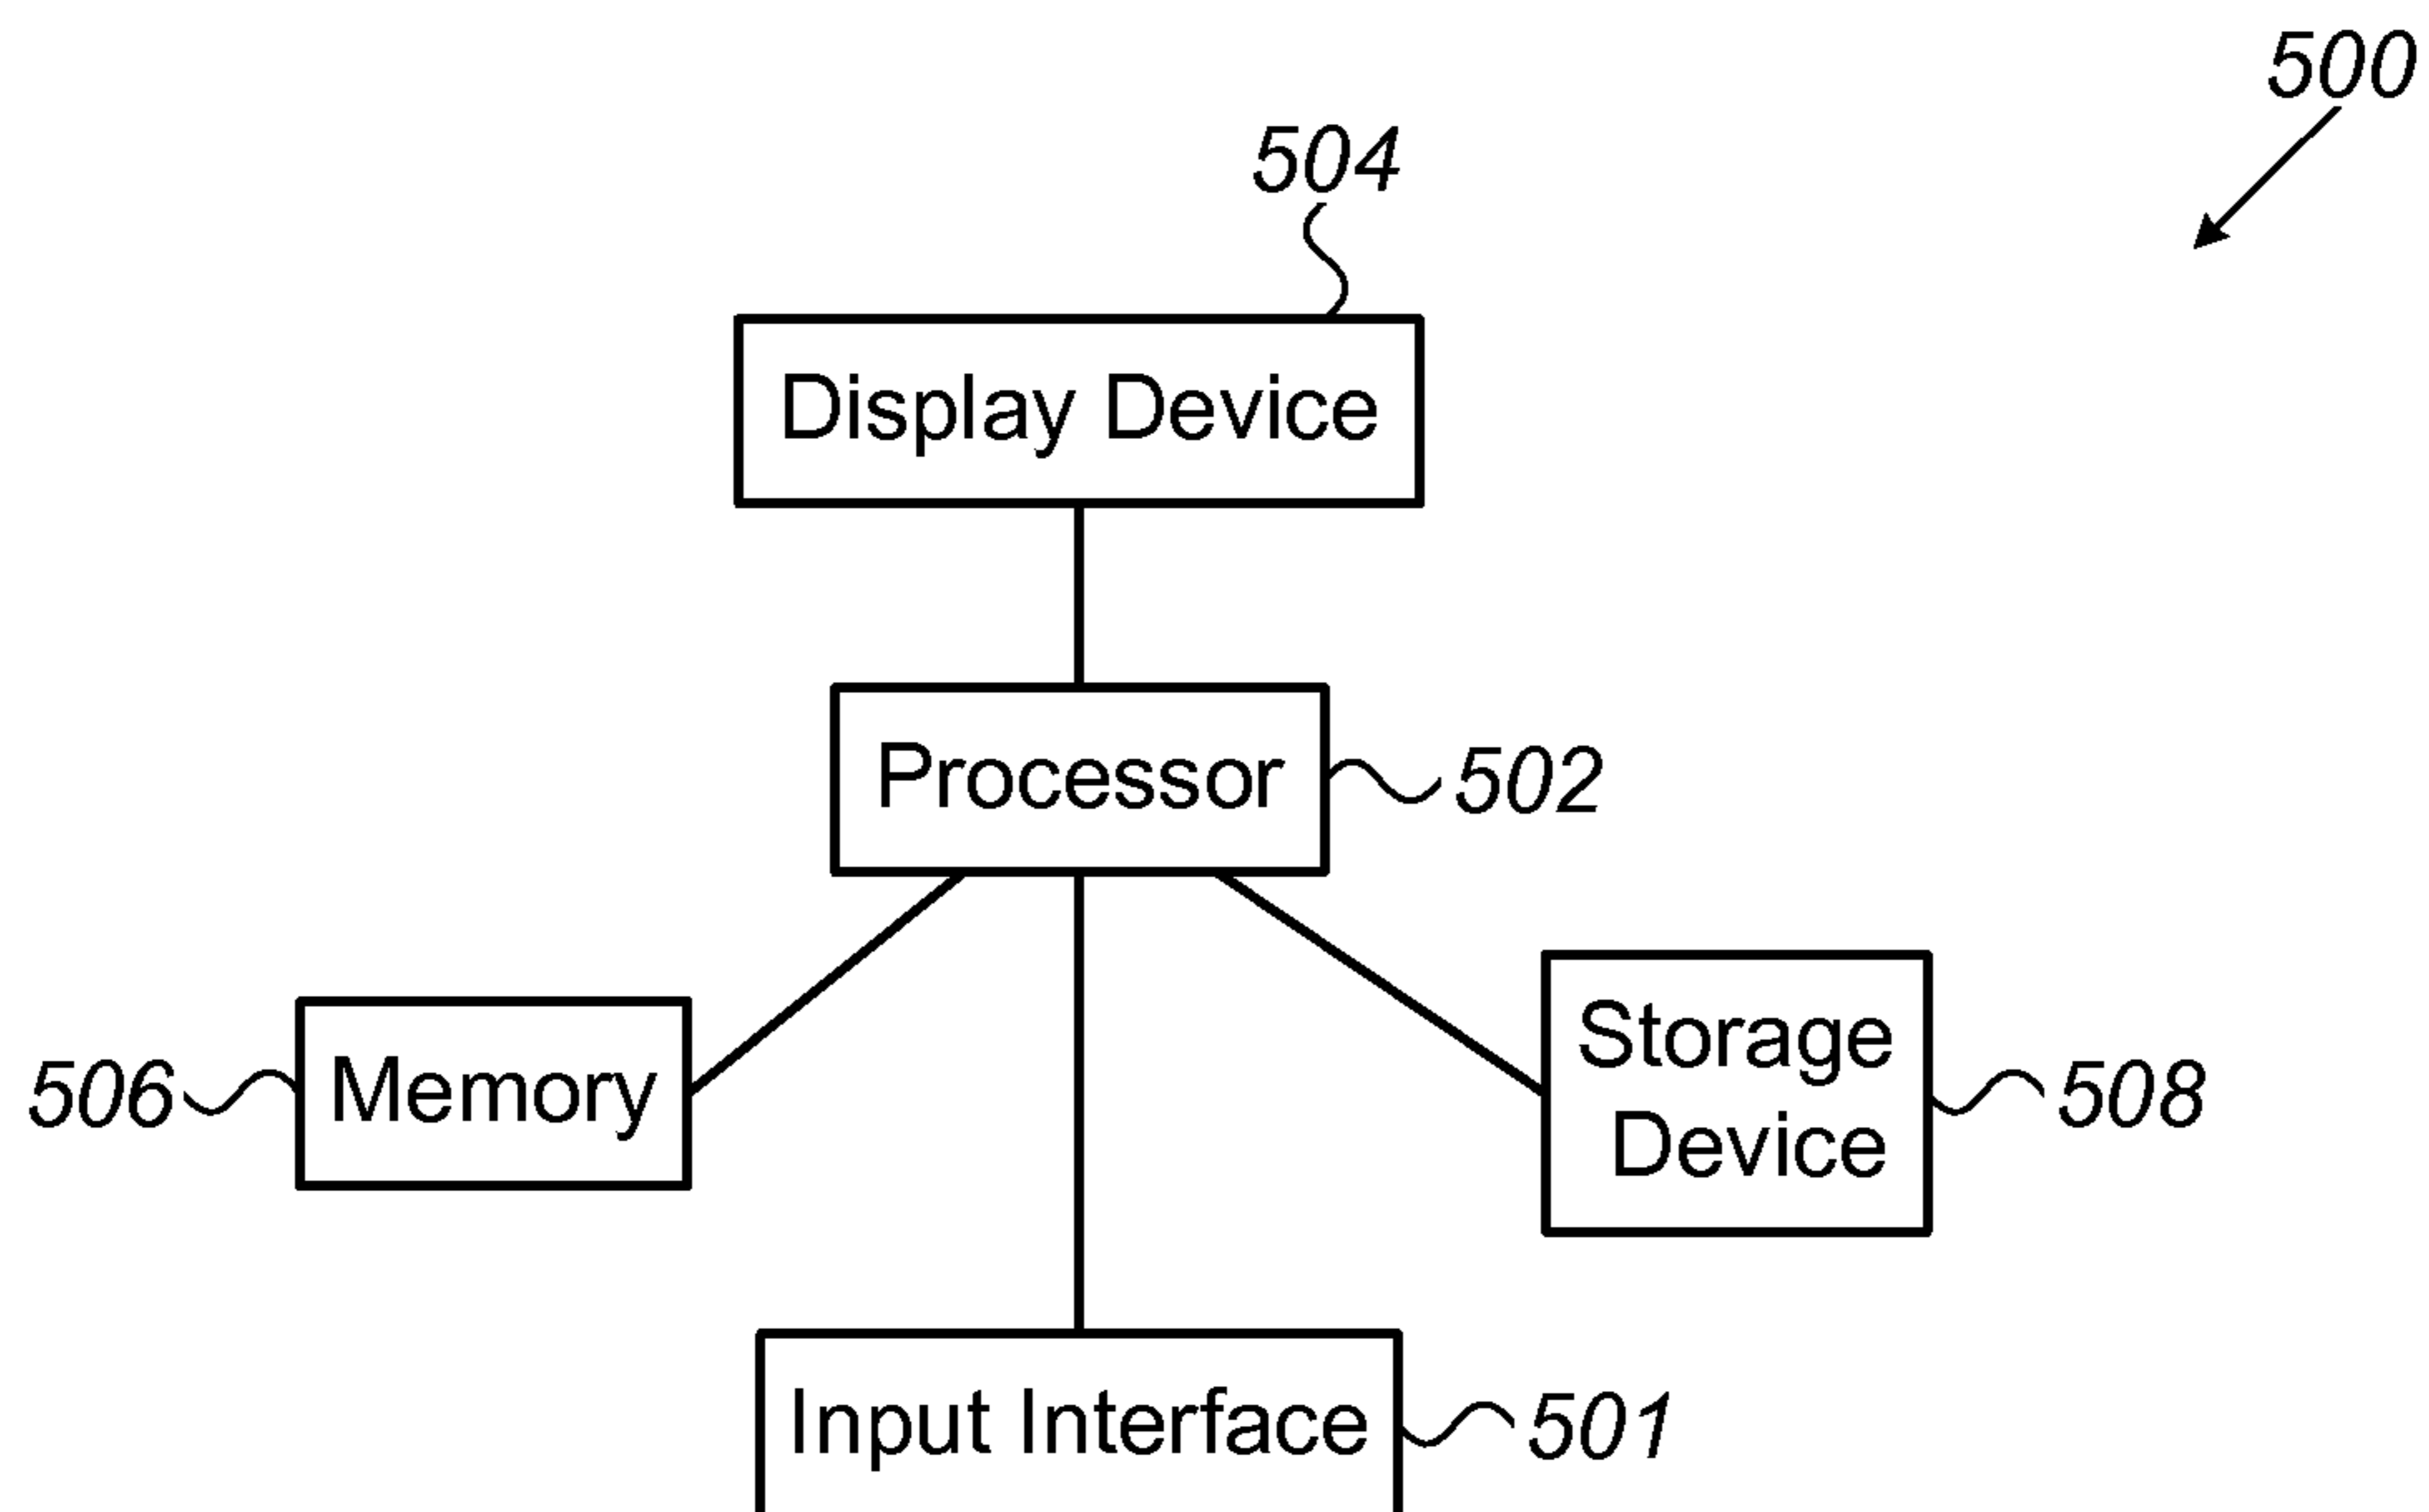 500
504
Display Device
Processor
502
506
Memory
Storage
Device
508
Input Interface
501